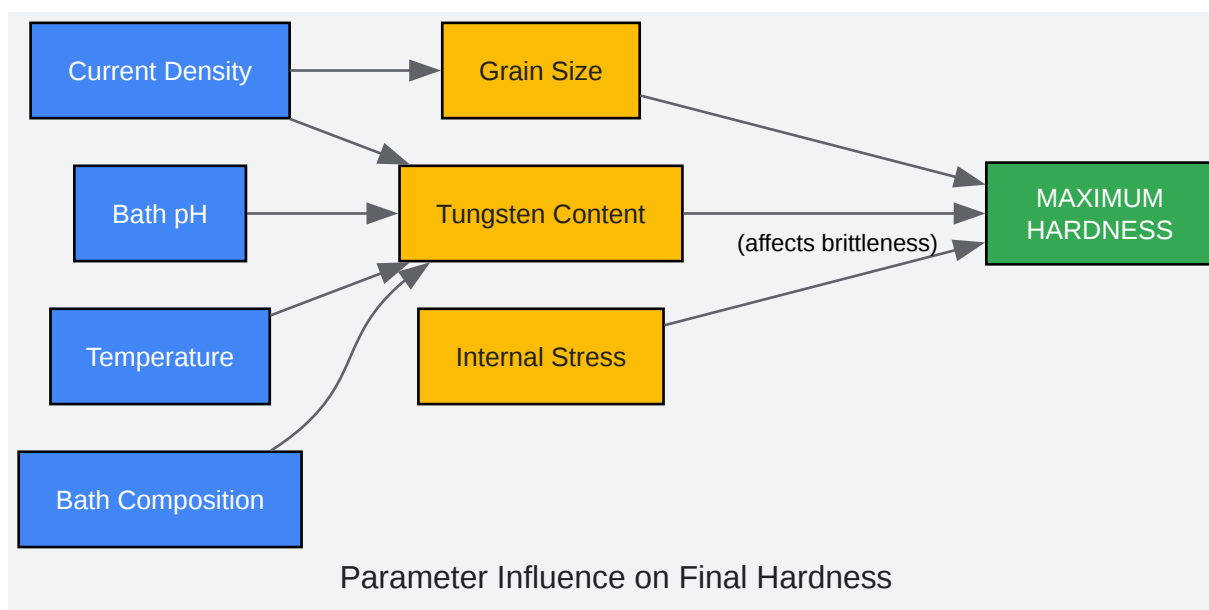 Current Density
Grain Size
Bath pH
Tungsten Content
MAXIMUM
HARDNESS
(affects brittleness)
Temperature
Internal Stress
Bath Composition
Parameter Influence on Final Hardness